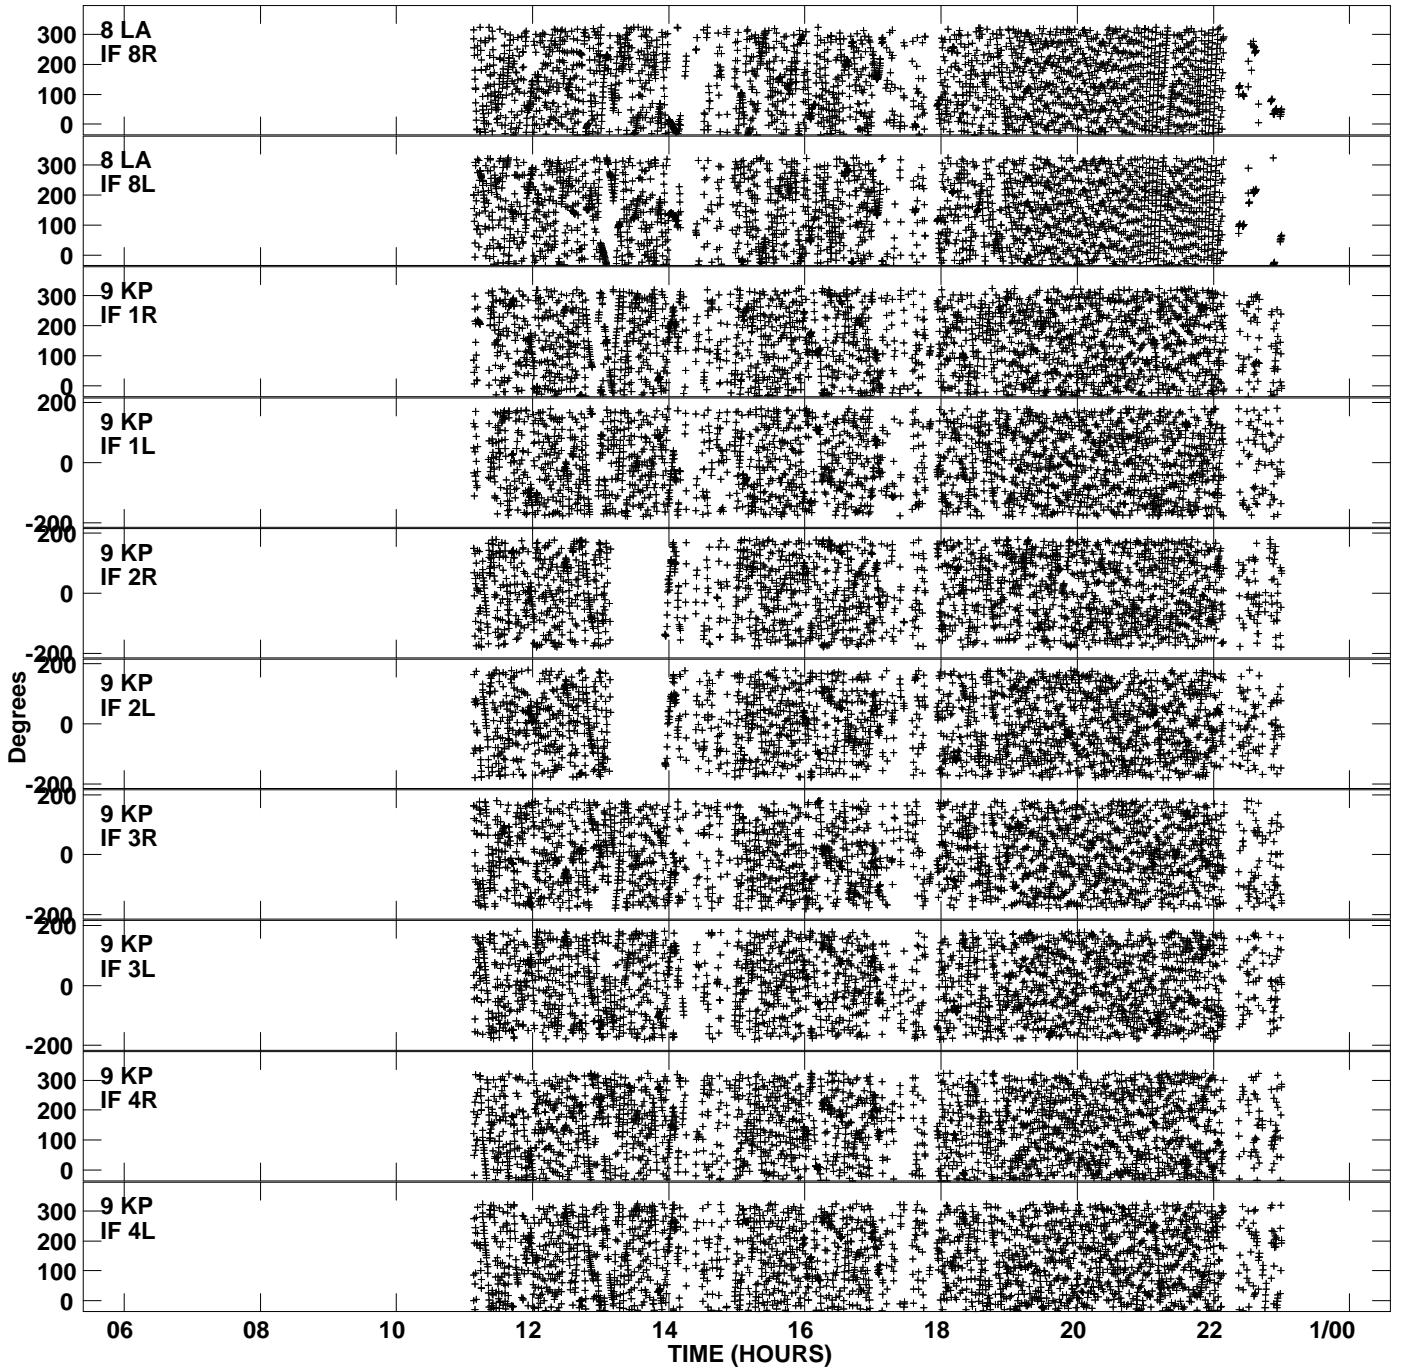 8 LA
IF 8R
300
200
100
0
8 LA
IF 8L
300
200
100
0
9 KP
IF 1R
300
200
100
0
9 KP
IF 1L
200
0
-200
9 KP
IF 2R
200
0
-200
9 KP
IF 2L
200
0
-200
9 KP
IF 3R
200
0
-200
9 KP
IF 3L
200
0
-200
9 KP
IF 4R
300
200
100
0
9 KP
IF 4L
300
200
100
0
Degrees
06 08 10 12 14 16 18 20 22 1/00
TIME (HOURS)